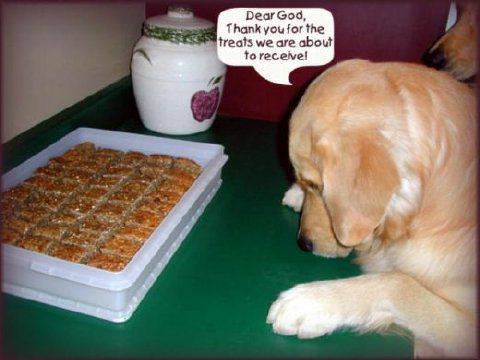 Dear God,
Thank you for the
treats we are about
to receive!